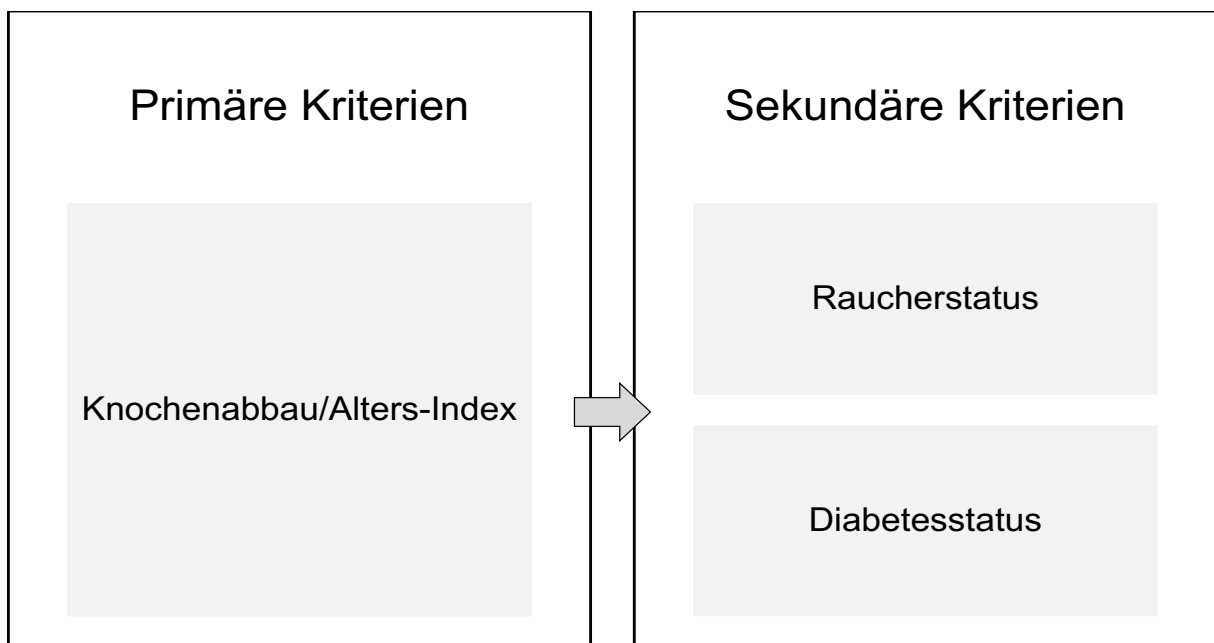 Primäre Kriterien
Knochenabbau/Alters-Index
Sekundäre Kriterien
Raucherstatus
Diabetesstatus